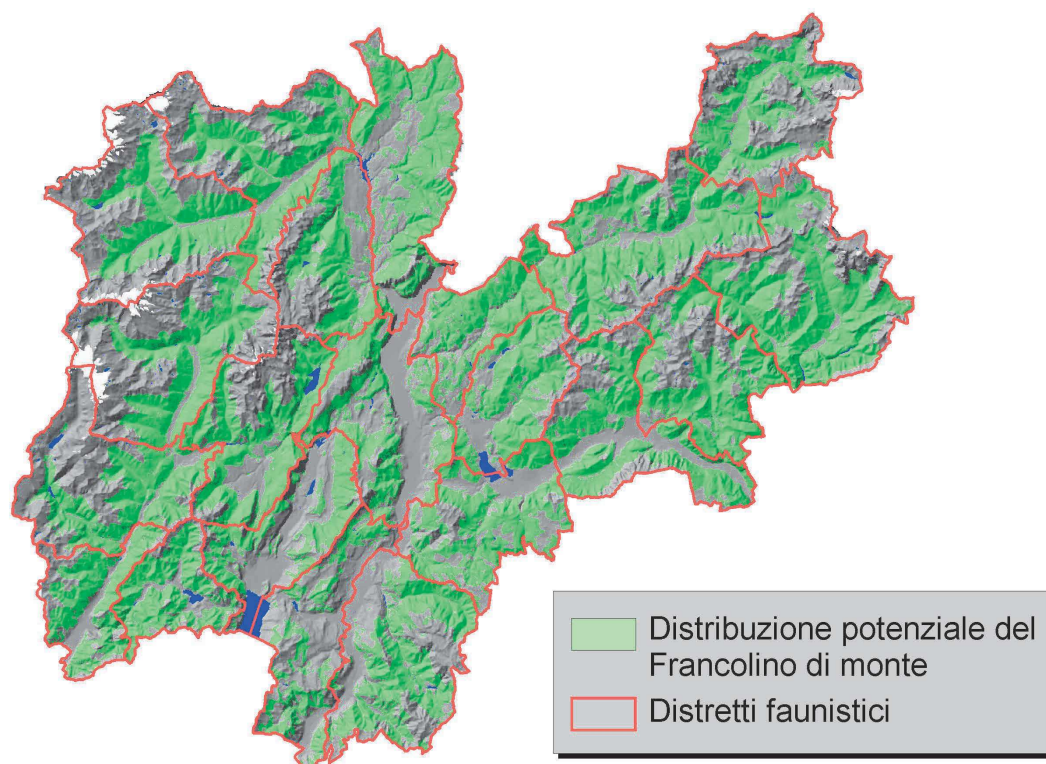 Distribuzione potenziale del
Francolino di monte
Distretti faunistici